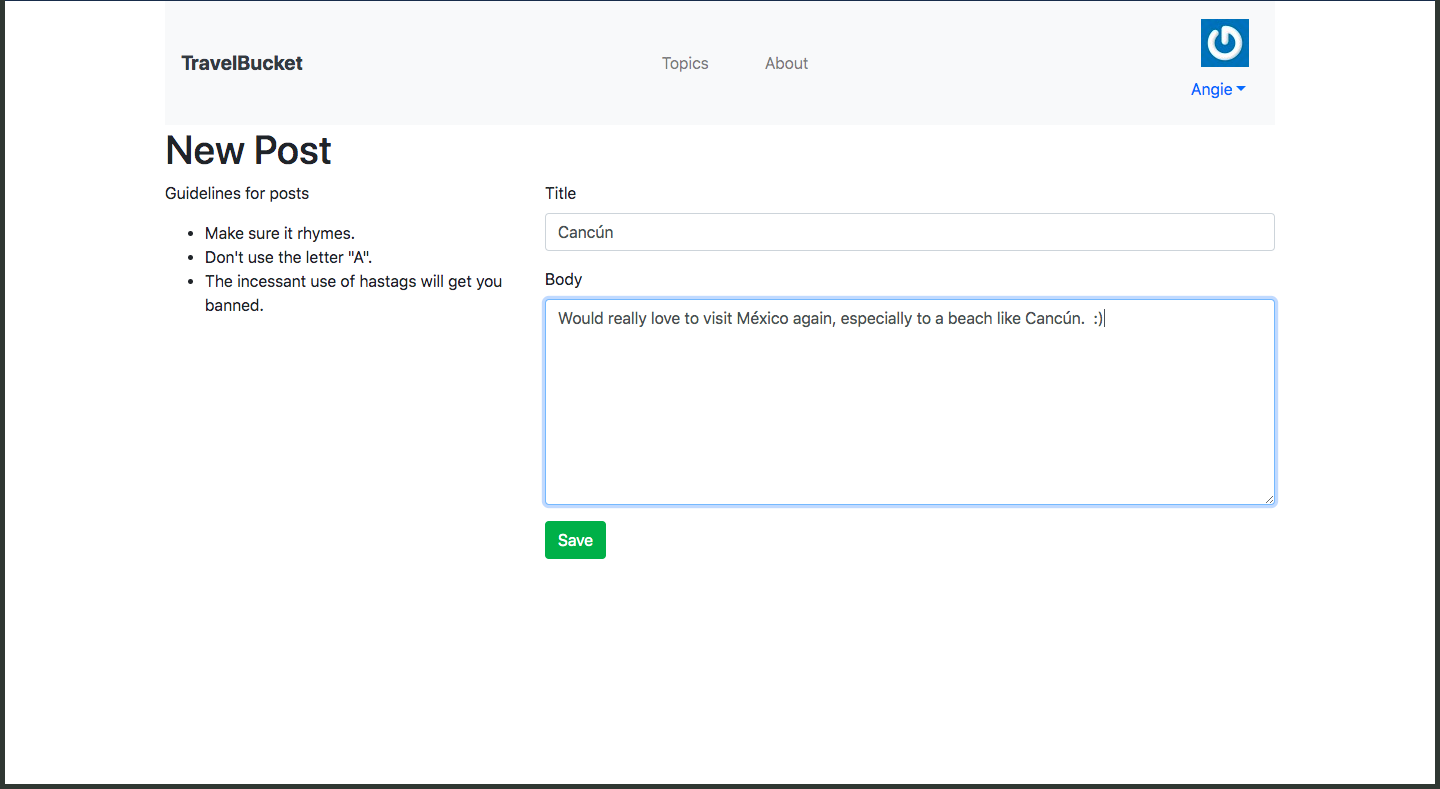 TravelBucket
Topics
About
Angie
New Post
Guidelines for posts
Make sure it rhymes.
Don't use the letter "A".
The incessant use of hastags will get you
banned.
Title
Cancún
Body
Would really love to visit México again, especially to a beach like Cancún.  :)
Save